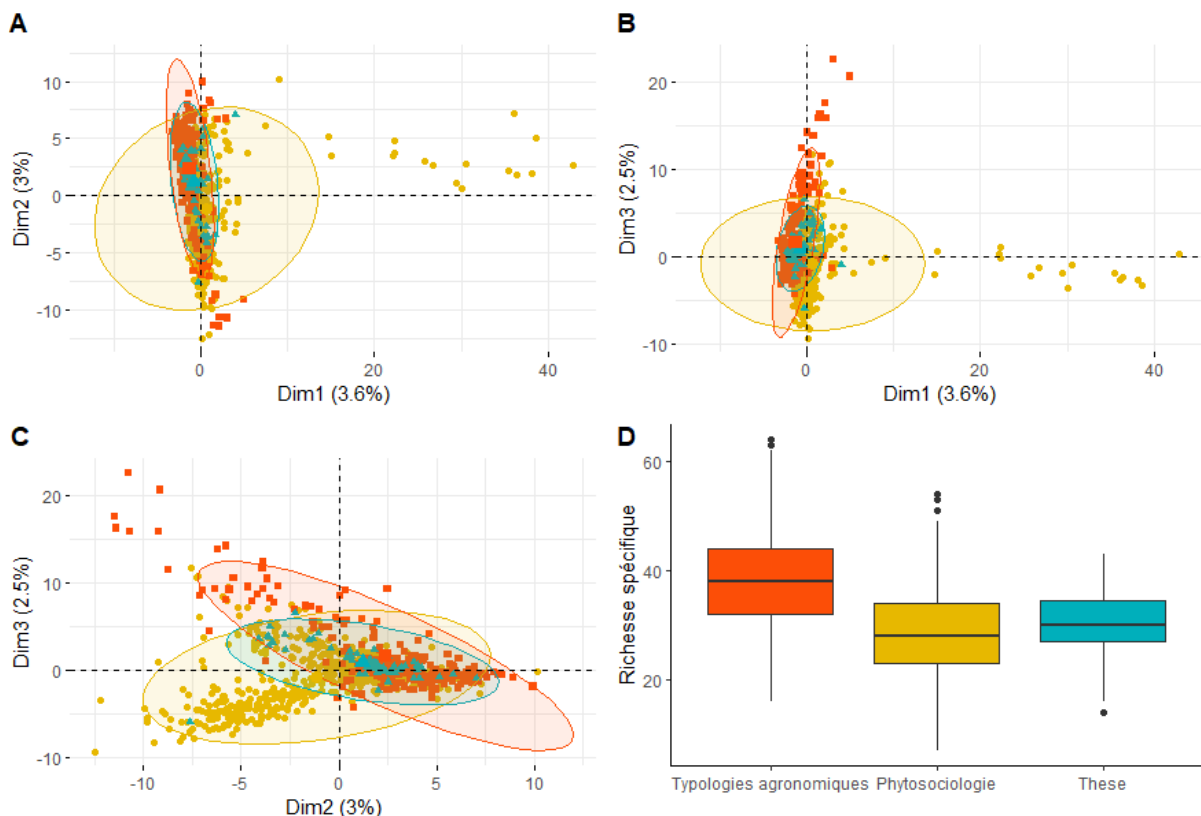 A
10
5
0
-5
-10
Dim2 (3%)
0
20
40
Dim1 (3.6%)
B
20
10
0
-10
Dim3 (2.5%)
0
20
40
Dim1 (3.6%)
C
20
10
0
-10
Dim3 (2.5%)
-10
-5
0
5
10
Dim2 (3%)
D
60
40
20
Richesse spécifique
Typologies agronomiques
Phytosociologie
These